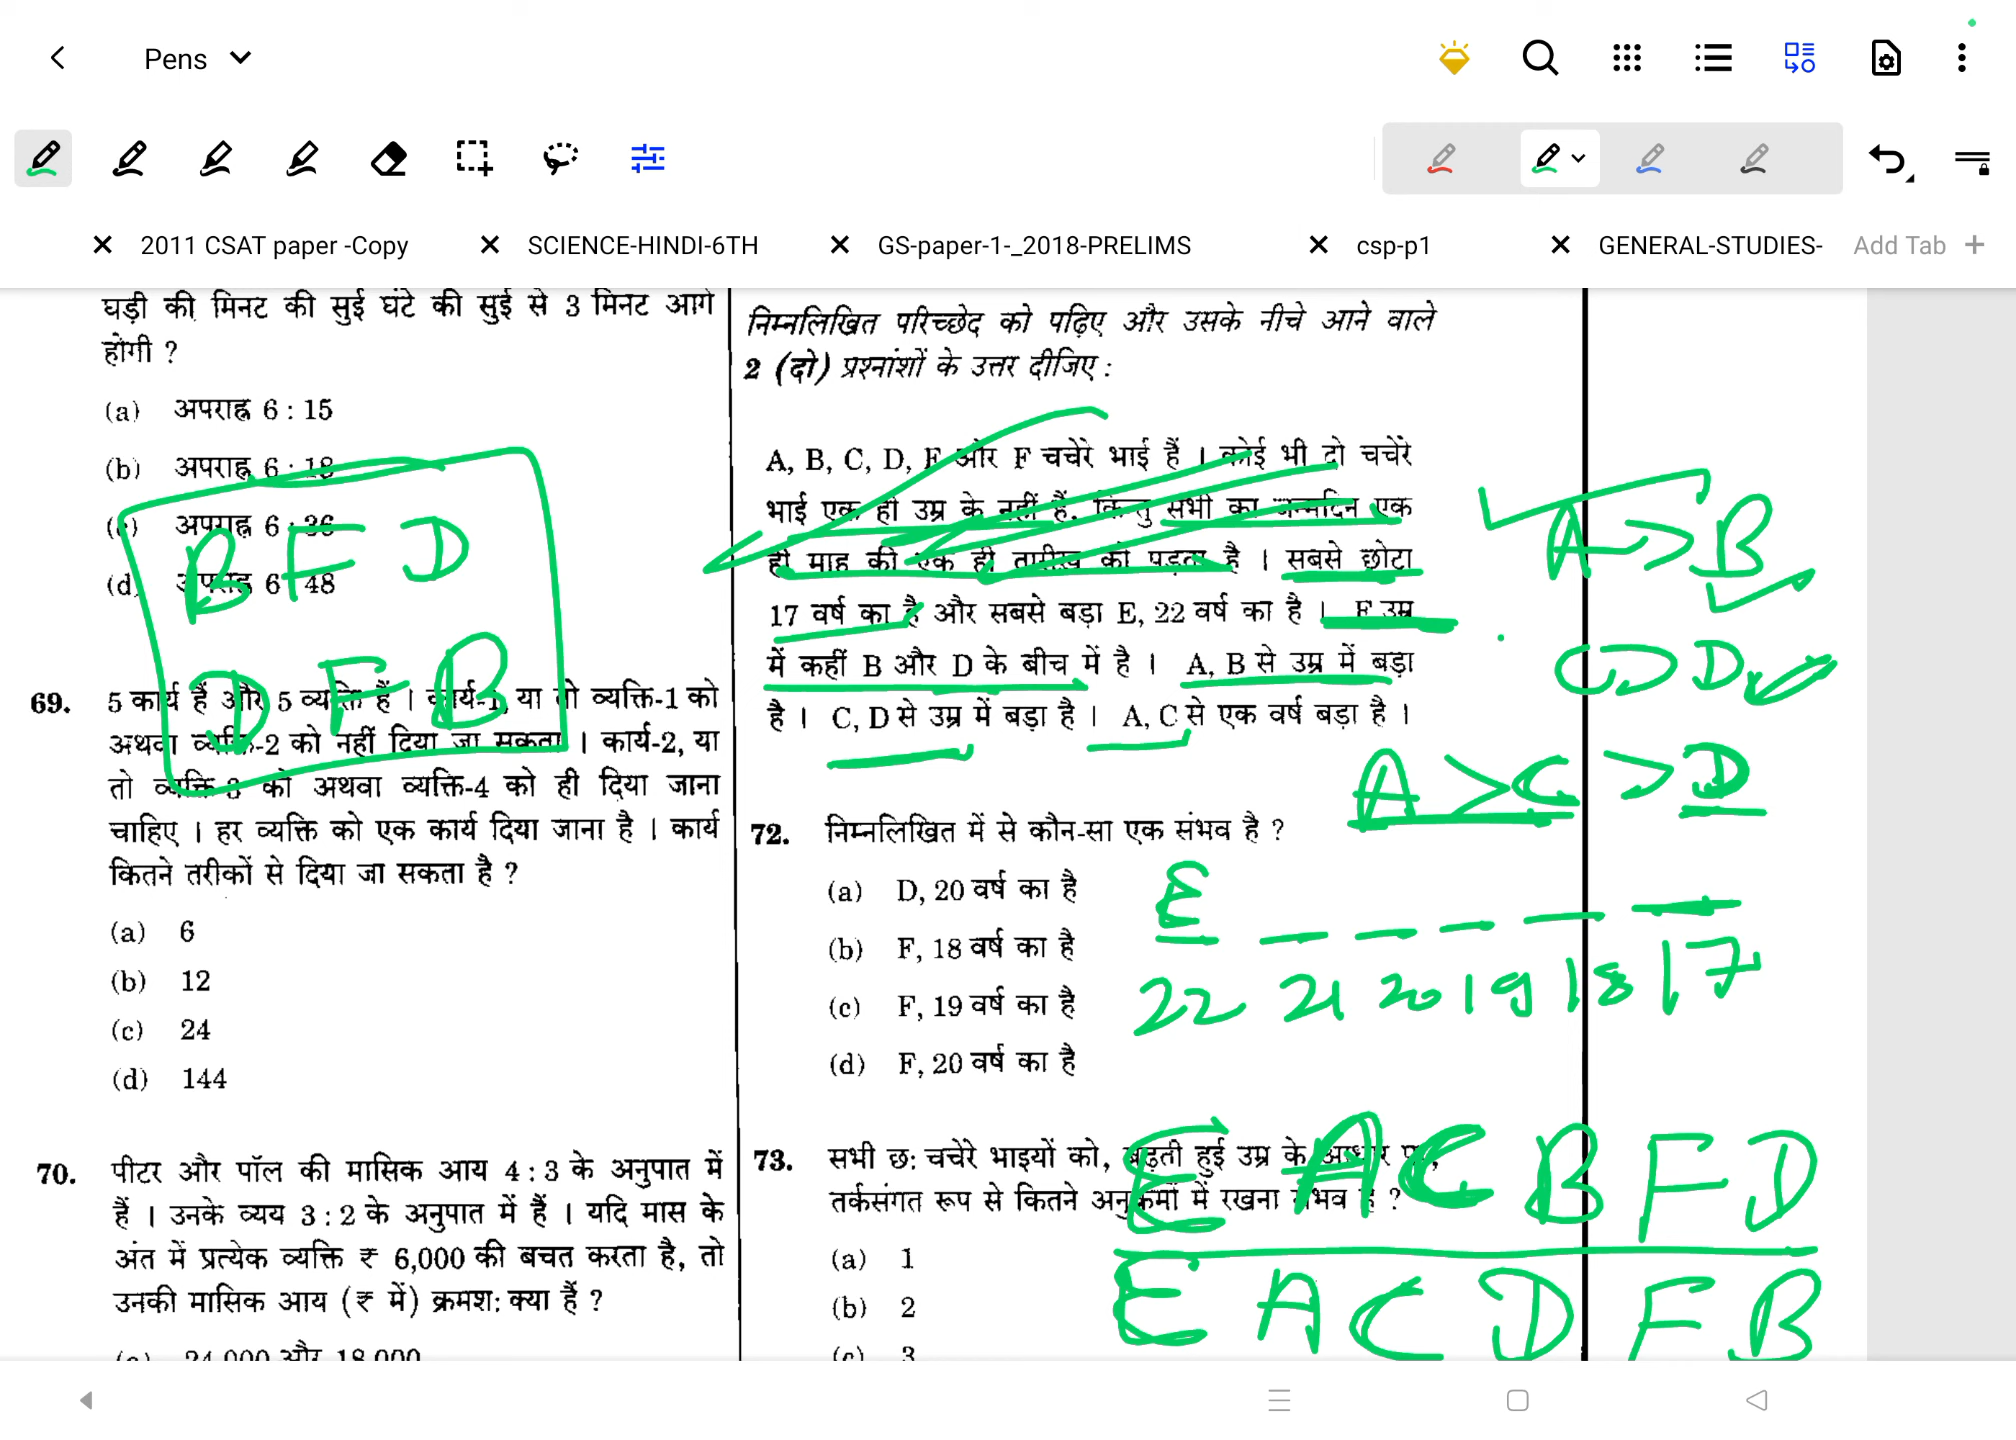 Pens
2011 CSAT paper -Copy
SCIENCE-HINDI-6TH
GS-paper-1-_2018-PRELIMS
csp-p1
GENERAL-STUDIES-
Add Tab +
घड़ी की मिनट की सुई घंटे की सुई से 3 मिनट आगे
होगी ?
(a) अपराह्न 6 : 15
(b) अपराह्न 6 : 18
(c) अपराह्न 6 : 36
(d) अपराह्न 6 : 48
B F D
D F B
69. 5 कार्य हैं और 5 व्यक्ति हैं । कार्य-1, या तो व्यक्ति-1 को
अथवा व्यक्ति-2 को नहीं दिया जा सकता । कार्य-2, या
तो व्यक्ति-3 को अथवा व्यक्ति-4 को ही दिया जाना
चाहिए । हर व्यक्ति को एक कार्य दिया जाना है । कार्य
कितने तरीकों से दिया जा सकता है ?
(a) 6
(b) 12
(c) 24
(d) 144
70. पीटर और पॉल की मासिक आय 4 : 3 के अनुपात में
हैं । उनके व्यय 3 : 2 के अनुपात में हैं । यदि मास के
अंत में प्रत्येक व्यक्ति ₹ 6,000 की बचत करता है, तो
उनकी मासिक आय (₹ में) क्रमश: क्या हैं ?
(a) 24,000 और 18,000
निम्नलिखित परिच्छेद को पढ़िए और उसके नीचे आने वाले
2 (दो) प्रश्नांशों के उत्तर दीजिए :
A, B, C, D, E और F चचेरे भाई हैं । कोई भी दो चचेरे
भाई एक ही उम्र के नहीं हैं, किन्तु सभी का जन्मदिन एक
ही माह की एक ही तारीख को पड़ता है । सबसे छोटा
17 वर्ष का है और सबसे बड़ा E, 22 वर्ष का है । F उम्र
में कहीं B और D के बीच में है । A, B से उम्र में बड़ा
है । C, D से उम्र में बड़ा है । A, C से एक वर्ष बड़ा है ।
A > B
C > D
A > C > D
72. निम्नलिखित में से कौन-सा एक संभव है ?
(a) D, 20 वर्ष का है
(b) F, 18 वर्ष का है
(c) F, 19 वर्ष का है
(d) F, 20 वर्ष का है
E
22 21 20 19 18 17
73. सभी छ: चचेरे भाइयों को, बढ़ती हुई उम्र के आधार पर,
तर्कसंगत रूप से कितने अनुक्रमों में रखना संभव है ?
(a) 1
(b) 2
(c) 3
E A C B F D
E A C D F B